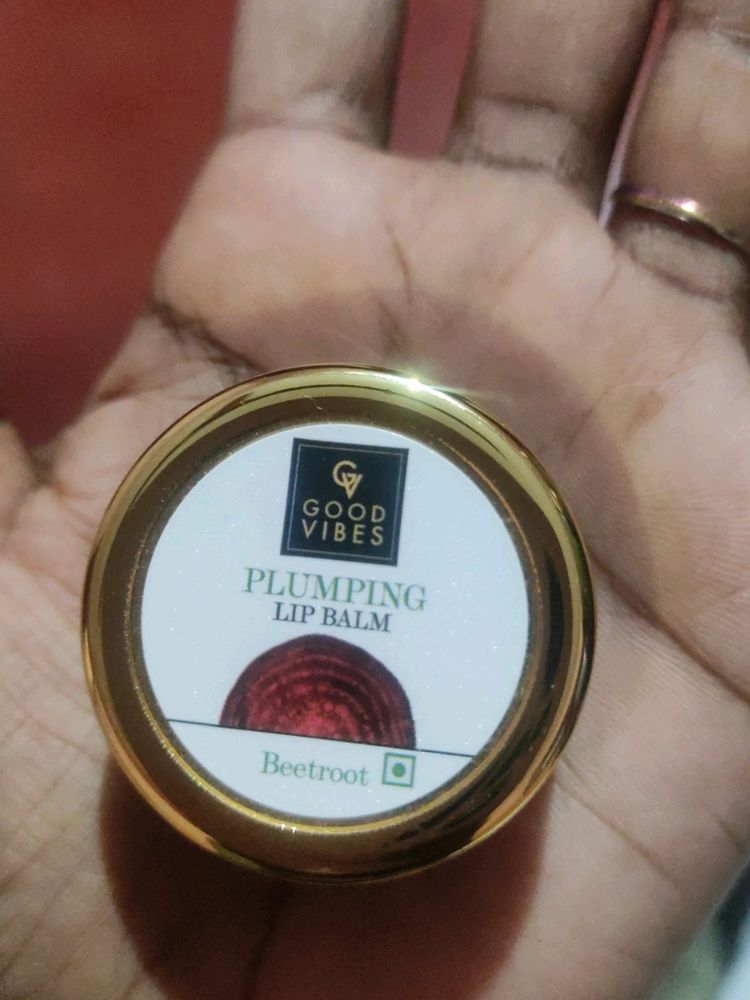 GV
GOOD
VIBES
PLUMPING
LIP BALM
Beetroot